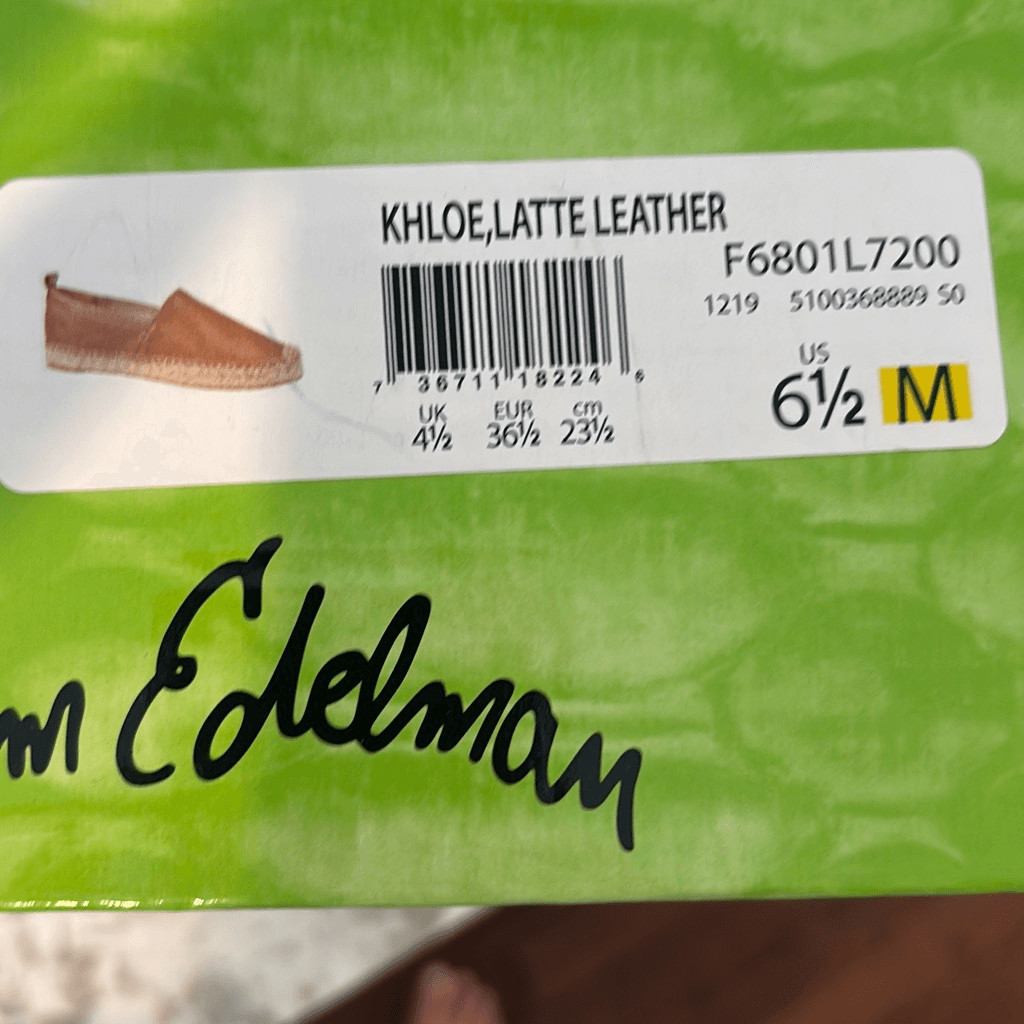 KHLOE,LATTE LEATHER
F6801L7200
1219 5100368889 S0
7 36711 18224 6
UK EUR cm
4½ 36½ 23½
US
6½ M
m Edelman